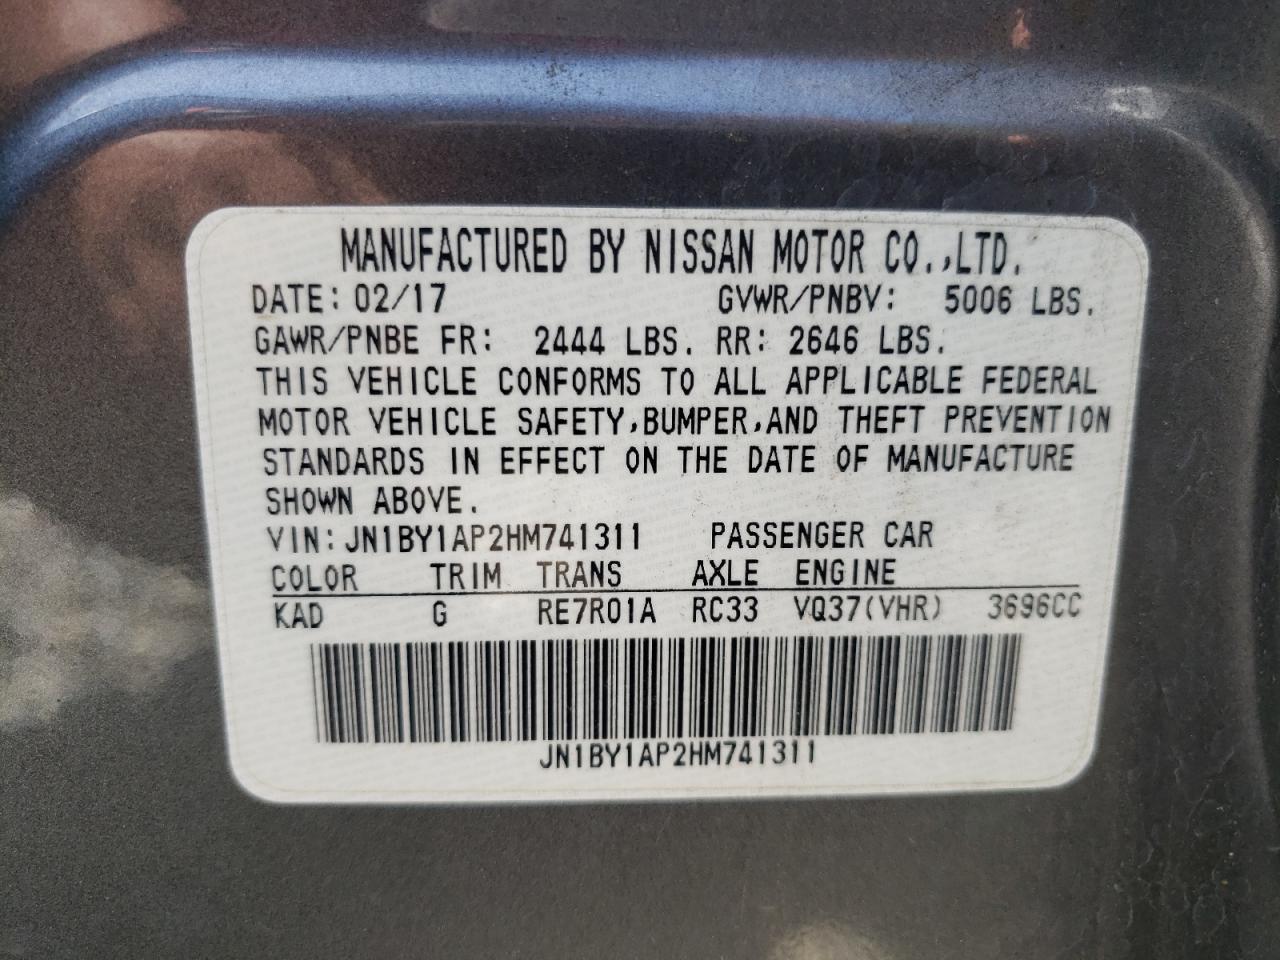 MANUFACTURED BY NISSAN MOTOR CO.,LTD.
DATE: 02/17 GVWR/PNBV: 5006 LBS.
GAWR/PNBE FR: 2444 LBS. RR: 2646 LBS.
THIS VEHICLE CONFORMS TO ALL APPLICABLE FEDERAL
MOTOR VEHICLE SAFETY,BUMPER,AND THEFT PREVENTION
STANDARDS IN EFFECT ON THE DATE OF MANUFACTURE
SHOWN ABOVE.
VIN:JN1BY1AP2HM741311 PASSENGER CAR
COLOR TRIM TRANS AXLE ENGINE
KAD G RE7R01A RC33 VQ37(VHR) 3696CC
JN1BY1AP2HM741311